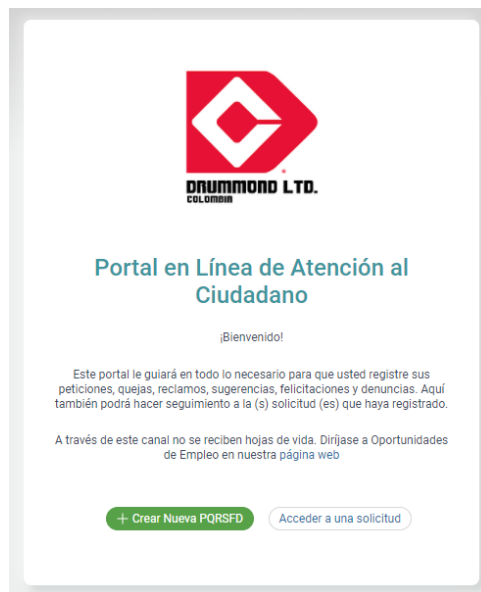 DRUMMOND LTD.
COLOMBIA
Portal en Línea de Atención al
Ciudadano
¡Bienvenido!
Este portal le guiará en todo lo necesario para que usted registre sus
peticiones, quejas, reclamos, sugerencias, felicitaciones y denuncias. Aquí
también podrá hacer seguimiento a la (s) solicitud (es) que haya registrado.
A través de este canal no se reciben hojas de vida. Diríjase a Oportunidades
de Empleo en nuestra página web
+ Crear Nueva PQRSFD
Acceder a una solicitud